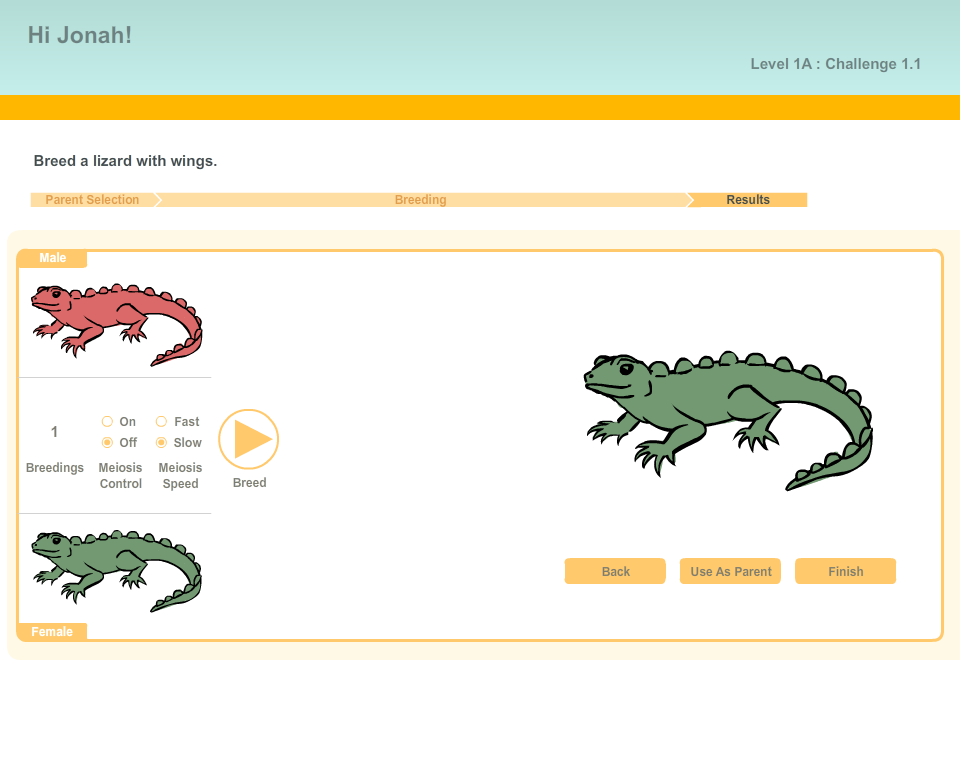 Hi Jonah!
Level 1A : Challenge 1.1
Breed a lizard with wings.
Parent Selection
Breeding
Results
Male
1
Breedings
On
Off
Meiosis
Control
Fast
Slow
Meiosis
Speed
Breed
Back
Use As Parent
Finish
Female